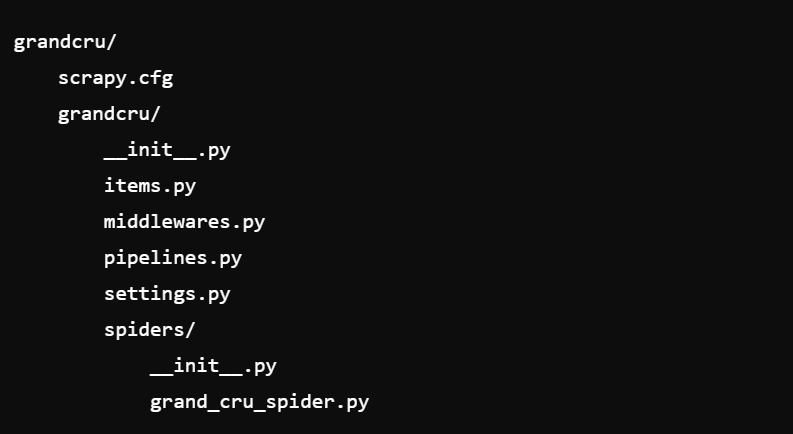 grandcru/
scrapy.cfg
grandcru/
__init__.py
items.py
middlewares.py
pipelines.py
settings.py
spiders/
__init__.py
grand_cru_spider.py